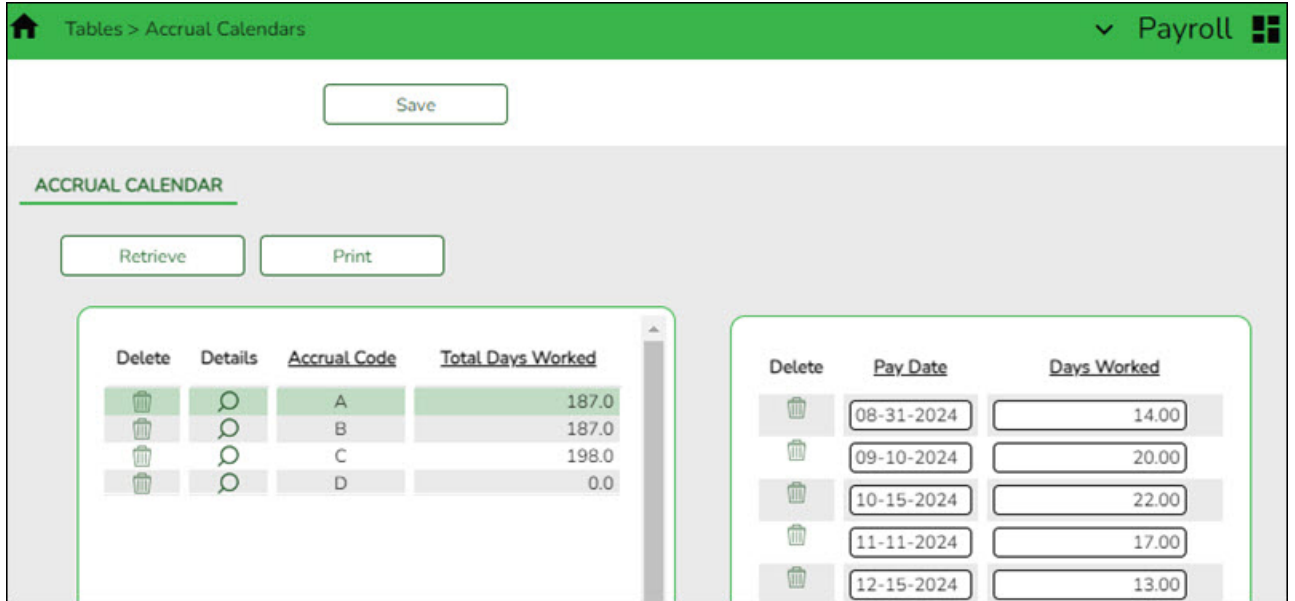 Tables > Accrual Calendars
Payroll
Save
ACCRUAL CALENDAR
Retrieve Print
Delete Details Accrual Code Total Days Worked
A 187.0
B 187.0
C 198.0
D 0.0
Delete Pay Date Days Worked
08-31-2024 14.00
09-10-2024 20.00
10-15-2024 22.00
11-11-2024 17.00
12-15-2024 13.00